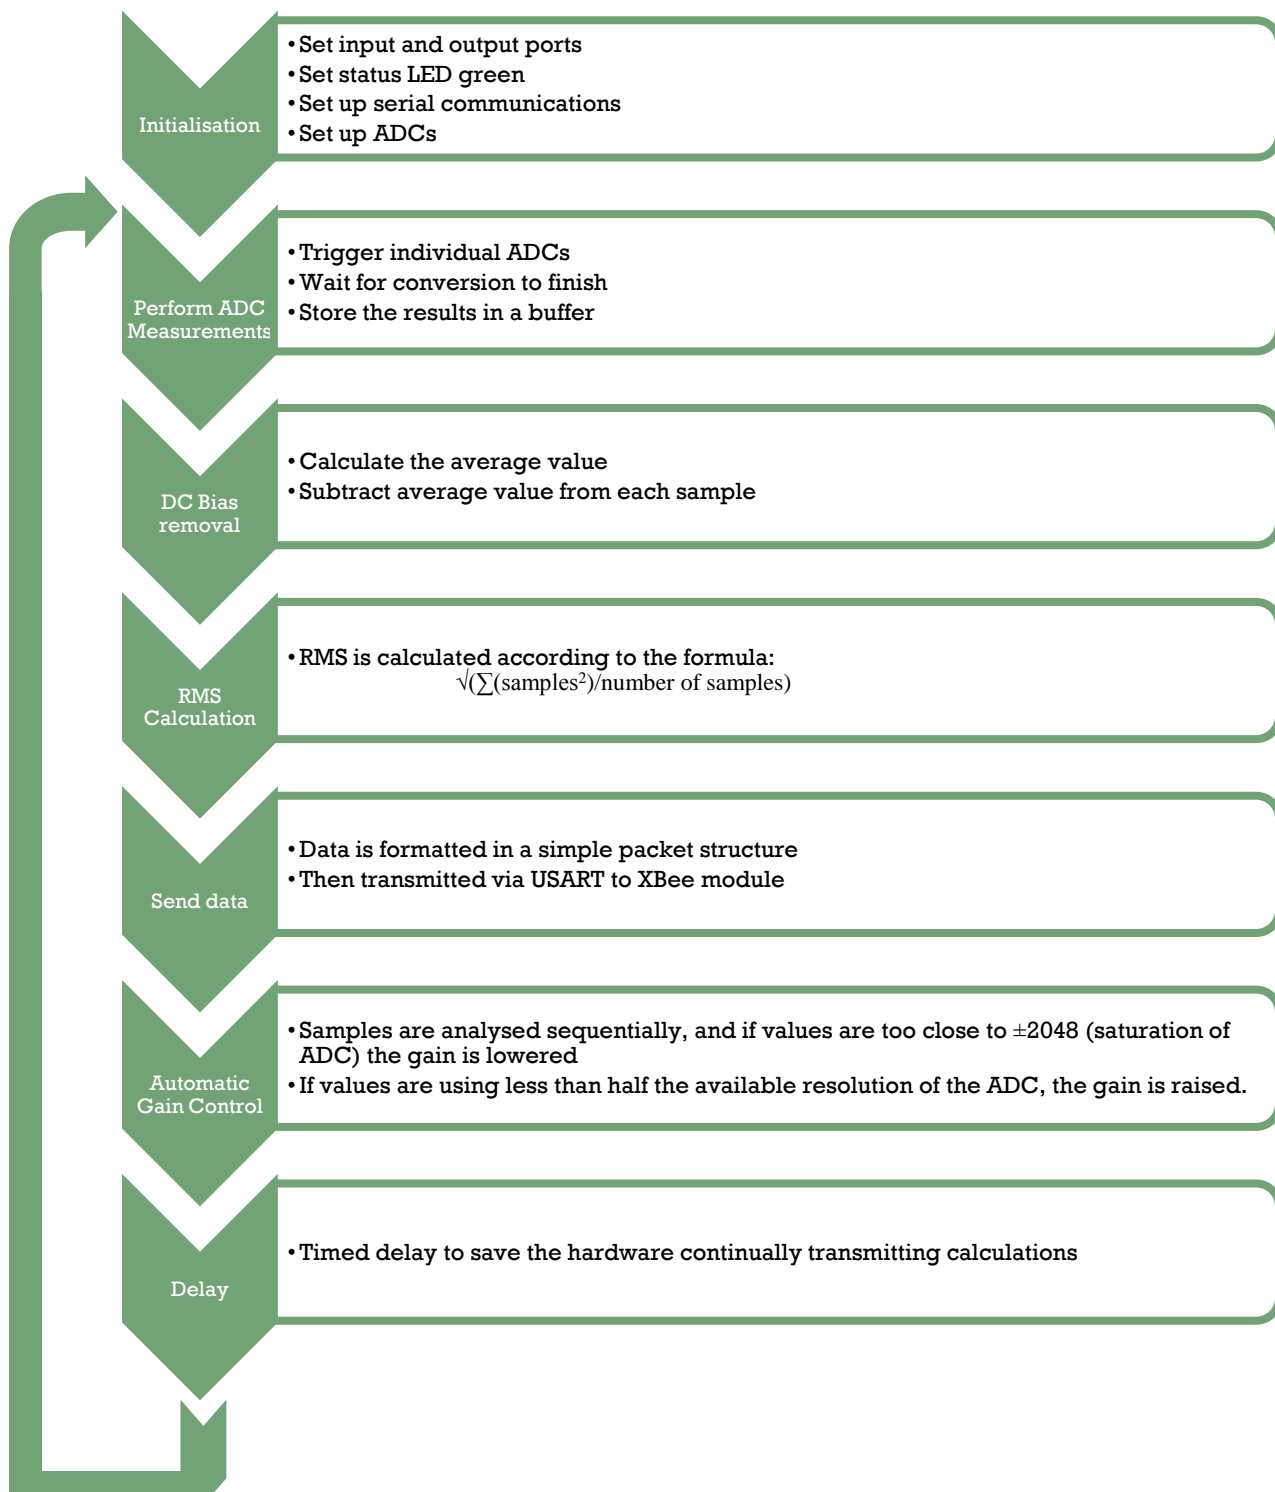 Initialisation
•Set input and output ports
•Set status LED green
•Set up serial communications
•Set up ADCs
Perform ADC
Measurements
•Trigger individual ADCs
•Wait for conversion to finish
•Store the results in a buffer
DC Bias
removal
•Calculate the average value
•Subtract average value from each sample
RMS
Calculation
•RMS is calculated according to the formula:
√(∑(samples²)/number of samples)
Send data
•Data is formatted in a simple packet structure
•Then transmitted via USART to XBee module
Automatic
Gain Control
•Samples are analysed sequentially, and if values are too close to ±2048 (saturation of
ADC) the gain is lowered
•If values are using less than half the available resolution of the ADC, the gain is raised.
Delay
•Timed delay to save the hardware continually transmitting calculations